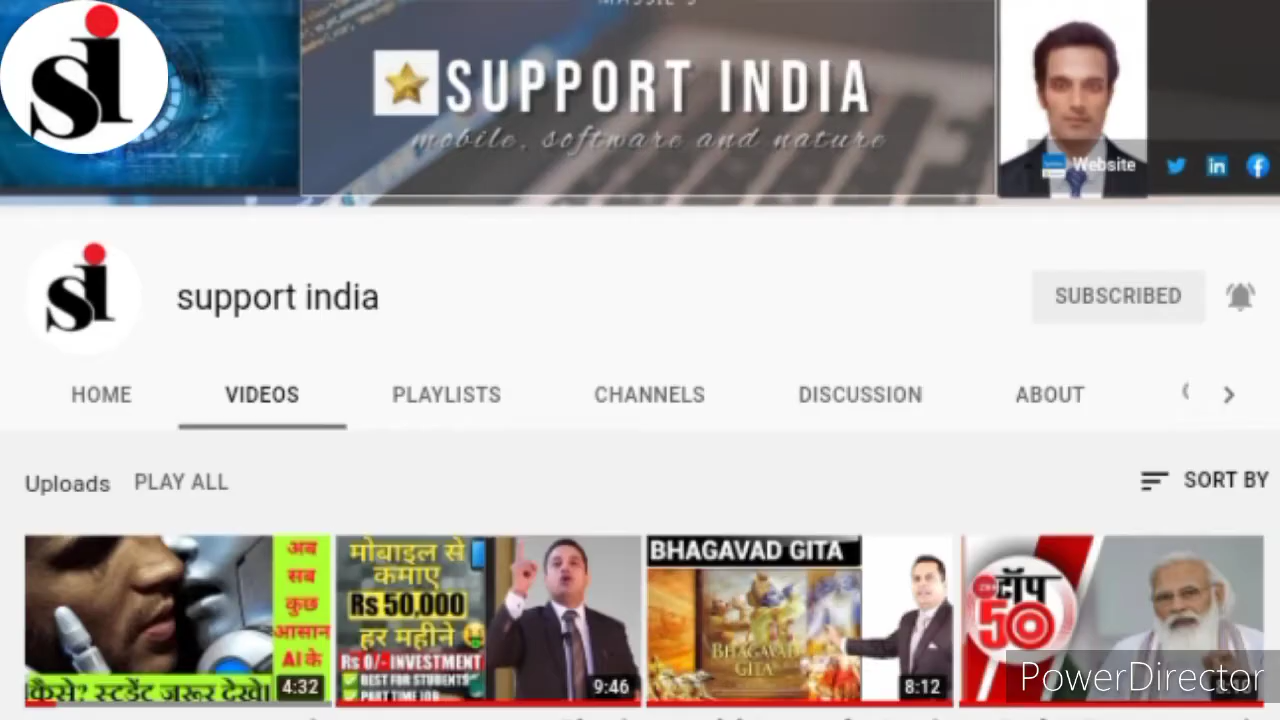 si
SUPPORT INDIA
mobile, software and nature
Website
si
support india
SUBSCRIBED
HOME
VIDEOS
PLAYLISTS
CHANNELS
DISCUSSION
ABOUT
Uploads
PLAY ALL
SORT BY
अब
सब
कुछ
आसान
AI के
कैसे? स्टूडेंट जरूर देखे।
4:32
मोबाइल से
कमाए
Rs 50,000
हर महीने
Rs 0/- INVESTMENT
BEST FOR STUDENTS
PART TIME JOB
9:46
BHAGAVAD GITA
BHAGAVAD
GITA
8:12
टॉप
50
PowerDirector